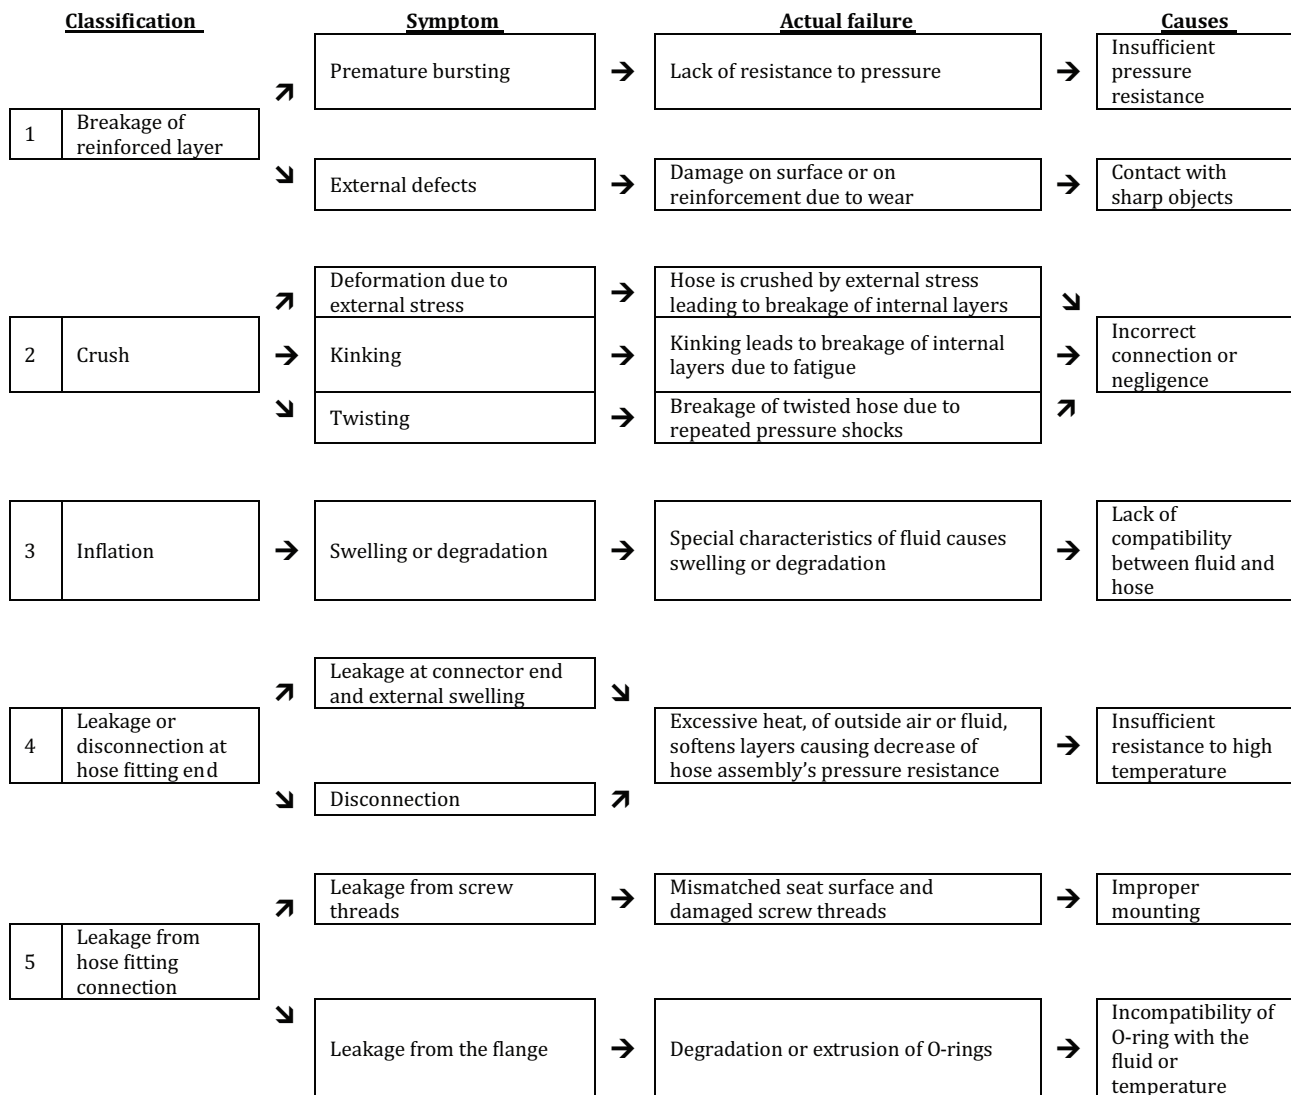 Classification Symptom Actual failure Causes
Premature bursting
Lack of resistance to pressure
Insufficient
pressure
resistance
1
Breakage of
reinforced layer
External defects
Damage on surface or on
reinforcement due to wear
Contact with
sharp objects
Deformation due to
external stress
Hose is crushed by external stress
leading to breakage of internal layers
2
Crush
Kinking
Kinking leads to breakage of internal
layers due to fatigue
Incorrect
connection or
negligence
Twisting
Breakage of twisted hose due to
repeated pressure shocks
3
Inflation
Swelling or degradation
Special characteristics of fluid causes
swelling or degradation
Lack of
compatibility
between fluid and
hose
Leakage at connector end
and external swelling
4
Leakage or
disconnection at
hose fitting end
Excessive heat, of outside air or fluid,
softens layers causing decrease of
hose assembly’s pressure resistance
Insufficient
resistance to high
temperature
Disconnection
Leakage from screw
threads
Mismatched seat surface and
damaged screw threads
Improper
mounting
5
Leakage from
hose fitting
connection
Leakage from the flange
Degradation or extrusion of O-rings
Incompatibility of
O-ring with the
fluid or
temperature